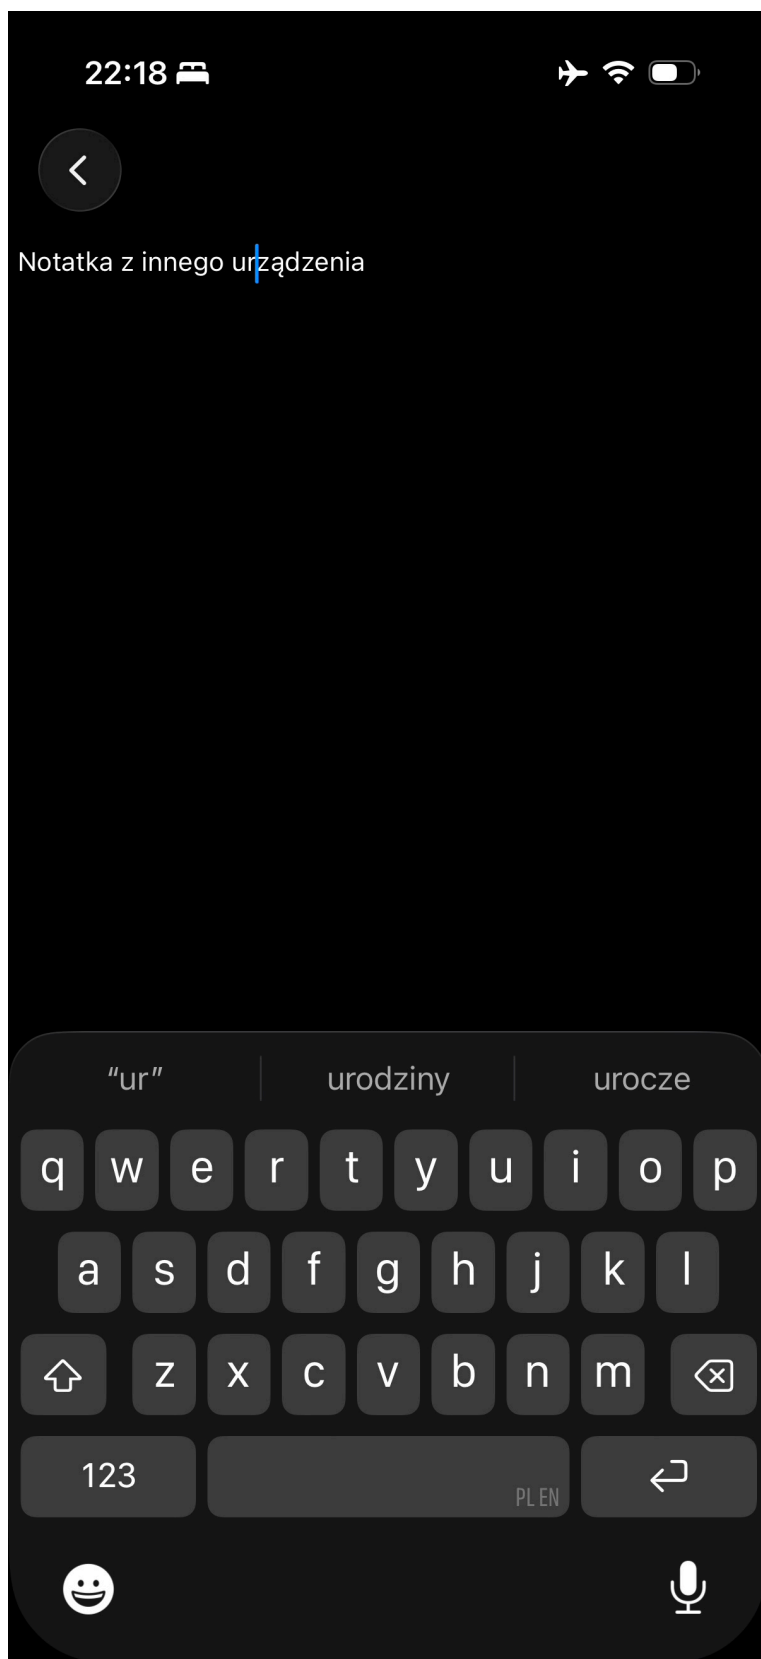 22:18
Notatka z innego urządzenia
“ur” urodziny urocze
q w e r t y u i o p
a s d f g h j k l
z x c v b n m
123 PL EN